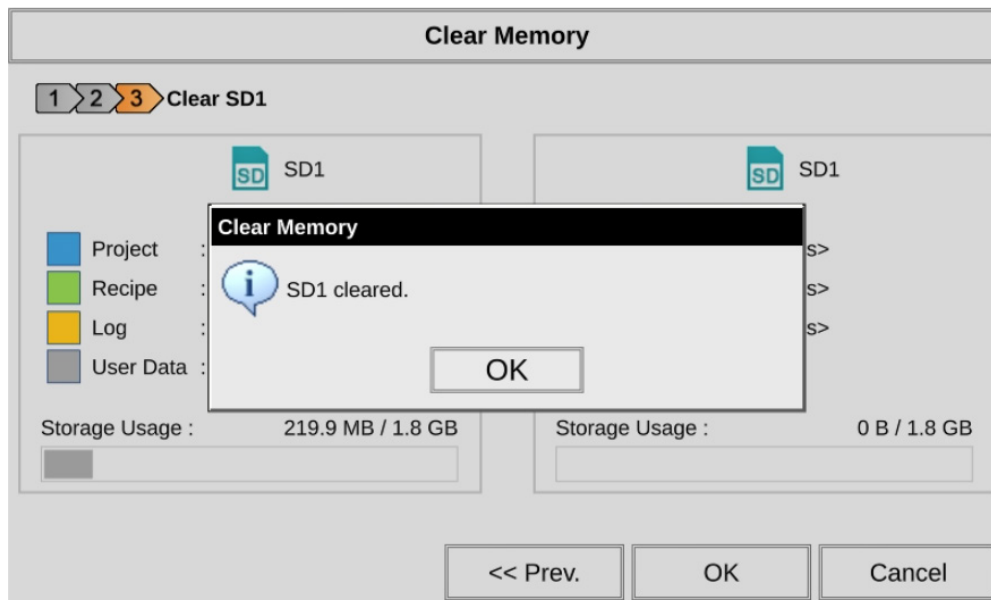 Clear Memory
1 2 3 Clear SD1
SD SD1
SD SD1
Clear Memory
Project :
s>
Recipe :
SD1 cleared.
s>
Log :
s>
User Data :
OK
Storage Usage : 219.9 MB / 1.8 GB
Storage Usage : 0 B / 1.8 GB
<< Prev.
OK
Cancel